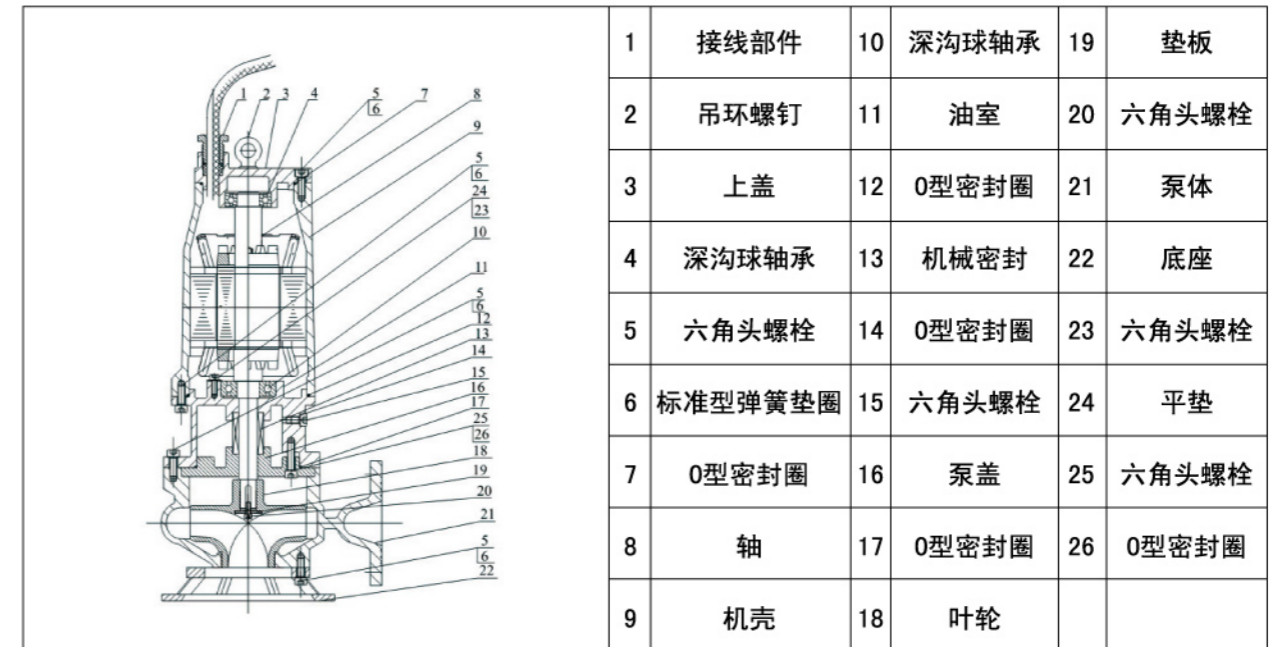 1 2 3 4 5 7 8
6
9
5
6
24
23
10
11
5
6
12
13
14
15
16
17
25
26
18
19
20
21
5
6
22
1 接线部件 10 深沟球轴承 19 垫板
2 吊环螺钉 11 油室 20 六角头螺栓
3 上盖 12 O型密封圈 21 泵体
4 深沟球轴承 13 机械密封 22 底座
5 六角头螺栓 14 O型密封圈 23 六角头螺栓
6 标准型弹簧垫圈 15 六角头螺栓 24 平垫
7 O型密封圈 16 泵盖 25 六角头螺栓
8 轴 17 O型密封圈 26 O型密封圈
9 机壳 18 叶轮